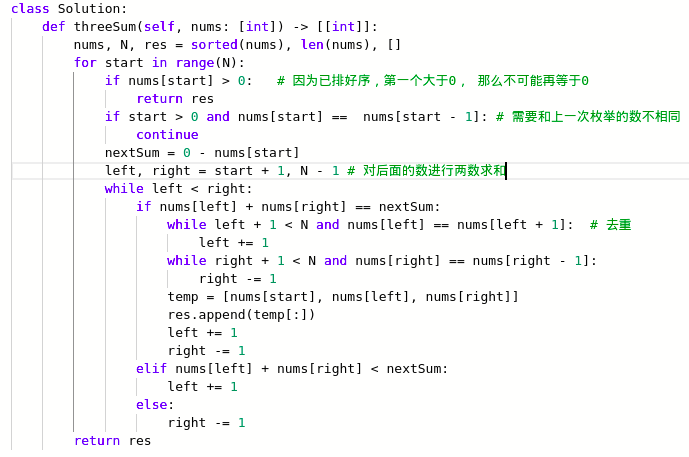 class Solution:
    def threeSum(self, nums: [int]) -> [[int]]:
        nums, N, res = sorted(nums), len(nums), []
        for start in range(N):
            if nums[start] > 0:   # 因为已排好序，第一个大于0， 那么不可能再等于0
                return res
            if start > 0 and nums[start] ==  nums[start - 1]: # 需要和上一次枚举的数不相同
                continue
            nextSum = 0 - nums[start]
            left, right = start + 1, N - 1 # 对后面的数进行两数求和
            while left < right:
                if nums[left] + nums[right] == nextSum:
                    while left + 1 < N and nums[left] == nums[left + 1]:  # 去重
                        left += 1
                    while right + 1 < N and nums[right] == nums[right - 1]:
                        right -= 1
                    temp = [nums[start], nums[left], nums[right]]
                    res.append(temp[:])
                    left += 1
                    right -= 1
                elif nums[left] + nums[right] < nextSum:
                    left += 1
                else:
                    right -= 1
        return res